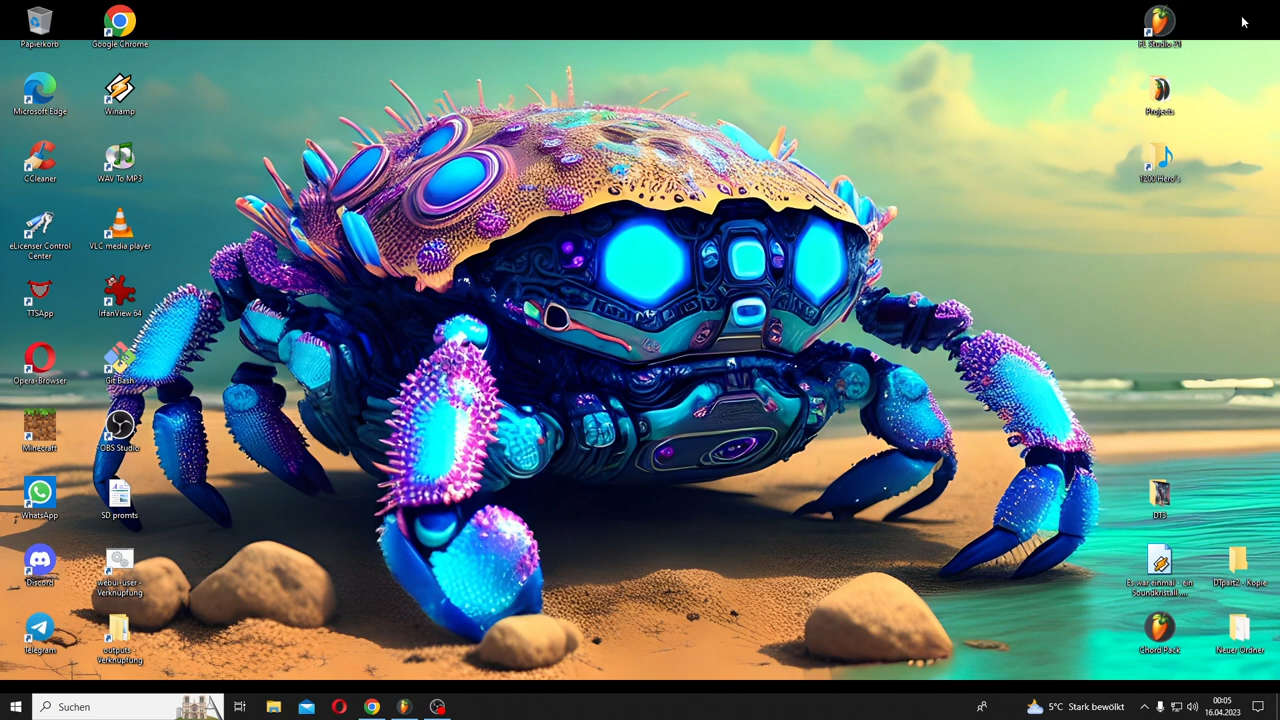 Papierkorb
Google Chrome
FL Studio 21
Microsoft Edge
Winamp
Projects
CCleaner
WAV To MP3
1200 Hero's
eLicenser Control
Center
VLC media player
TTSApp
IrfanView 64
Opera-Browser
Git Bash
Minecraft
OBS Studio
WhatsApp
SD promts
DT3
Discord
webui-user -
Verknüpfung
Es war einmal - ein
Soundkristall....
DTpart2 - Kopie
Telegram
outputs -
Verknüpfung
Chord Pack
Neuer Ordner
Suchen
5°C Stark bewölkt
00:05
16.04.2023